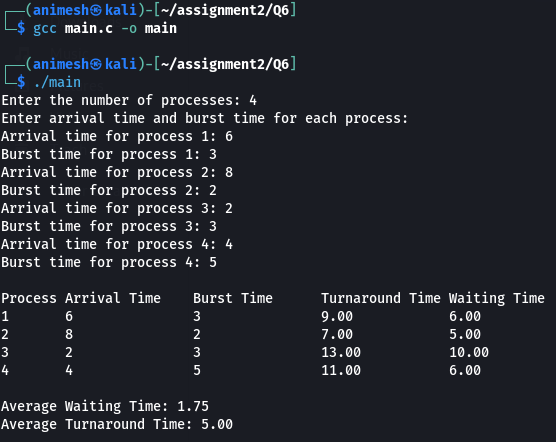 ┌──(animesh㉿kali)-[~/assignment2/Q6]
└─$ gcc main.c -o main
┌──(animesh㉿kali)-[~/assignment2/Q6]
└─$ ./main
Enter the number of processes: 4
Enter arrival time and burst time for each process:
Arrival time for process 1: 6
Burst time for process 1: 3
Arrival time for process 2: 8
Burst time for process 2: 2
Arrival time for process 3: 2
Burst time for process 3: 3
Arrival time for process 4: 4
Burst time for process 4: 5
Process Arrival Time    Burst Time      Turnaround Time Waiting Time
1       6               3               9.00            6.00
2       8               2               7.00            5.00
3       2               3               13.00           10.00
4       4               5               11.00           6.00
Average Waiting Time: 1.75
Average Turnaround Time: 5.00